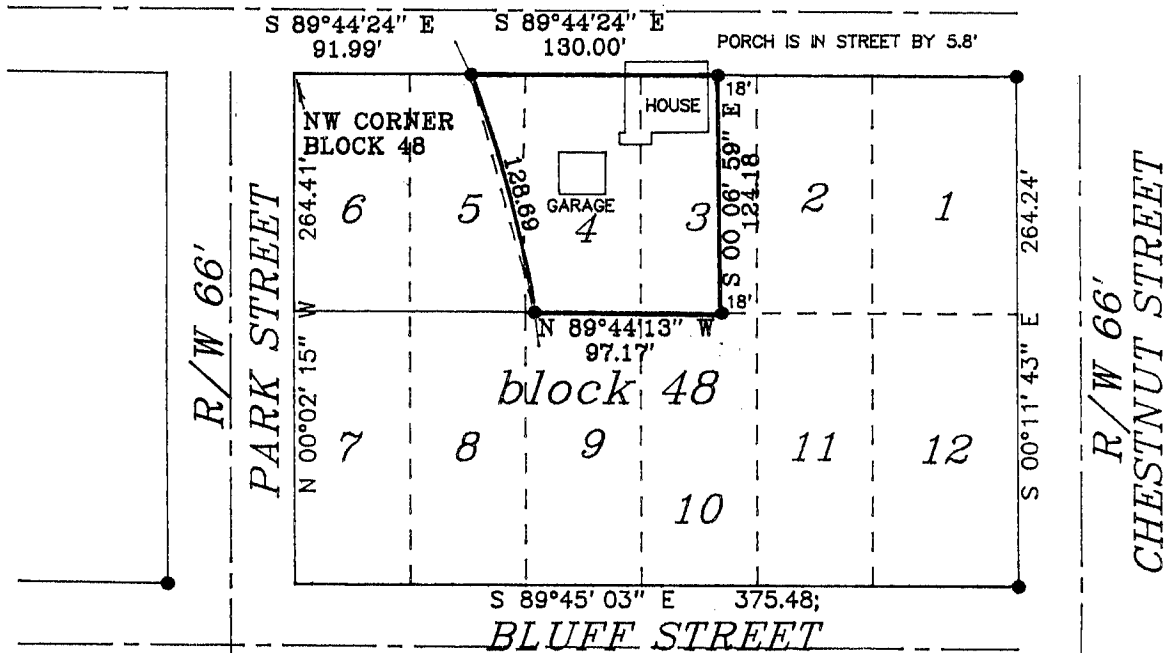 S 89°44'24" E
91.99'
S 89°44'24" E
130.00'
PORCH IS IN STREET BY 5.8'
NW CORNER
BLOCK 48
HOUSE
18'
GARAGE
128.69
S 00°06'59" E
124.18
18'
6
5
4
3
2
1
264.41'
N 00°02'15" W
264.24'
S 00°11'43" E
R/W 66'
PARK STREET
R/W 66'
CHESTNUT STREET
N 89°44'13" W
97.17'
block 48
7
8
9
10
11
12
S 89°45'03" E 375.48;
BLUFF STREET